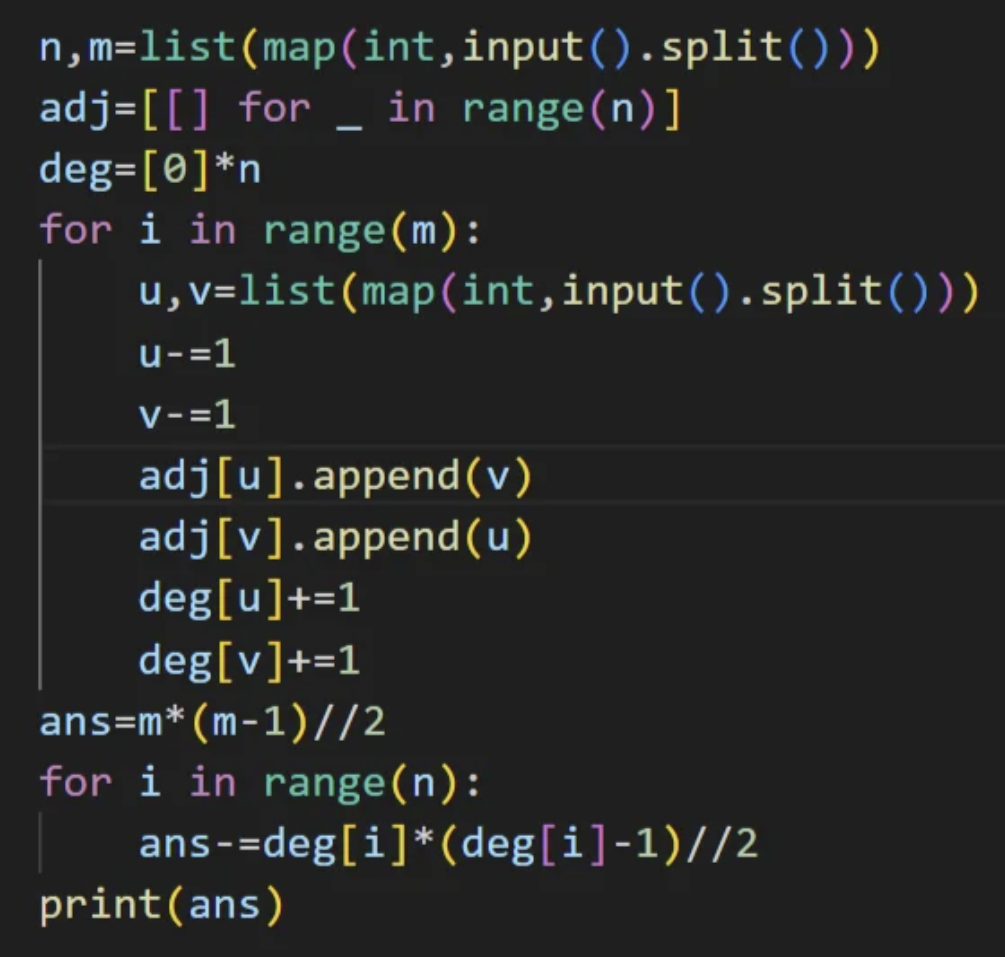 n,m=list(map(int,input().split()))
adj=[[] for _ in range(n)]
deg=[0]*n
for i in range(m):
    u,v=list(map(int,input().split()))
    u-=1
    v-=1
    adj[u].append(v)
    adj[v].append(u)
    deg[u]+=1
    deg[v]+=1
ans=m*(m-1)//2
for i in range(n):
    ans-=deg[i]*(deg[i]-1)//2
print(ans)